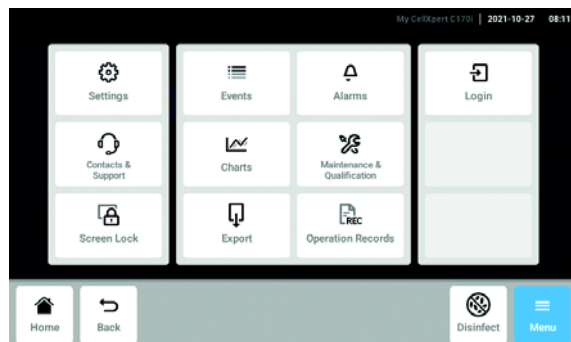 My CellXpert C170i | 2021-10-27 08:11
Settings
Events
Alarms
Login
Contacts &
Support
Charts
Maintenance &
Qualification
Screen Lock
Export
REC
Operation Records
Home
Back
Disinfect
Menu